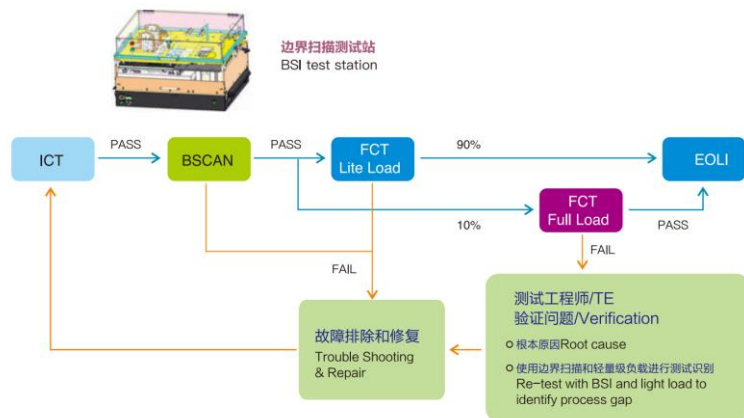 边界扫描测试站
BSI test station
ICT
PASS
BSCAN
PASS
FCT
Lite Load
90%
EOLI
10%
FCT
Full Load
PASS
FAIL
FAIL
故障排除和修复
Trouble Shooting
& Repair
测试工程师/TE
验证问题/Verification
根本原因Root cause
使用边界扫描和轻量级负载进行测试识别
Re-test with BSI and light load to
identify process gap